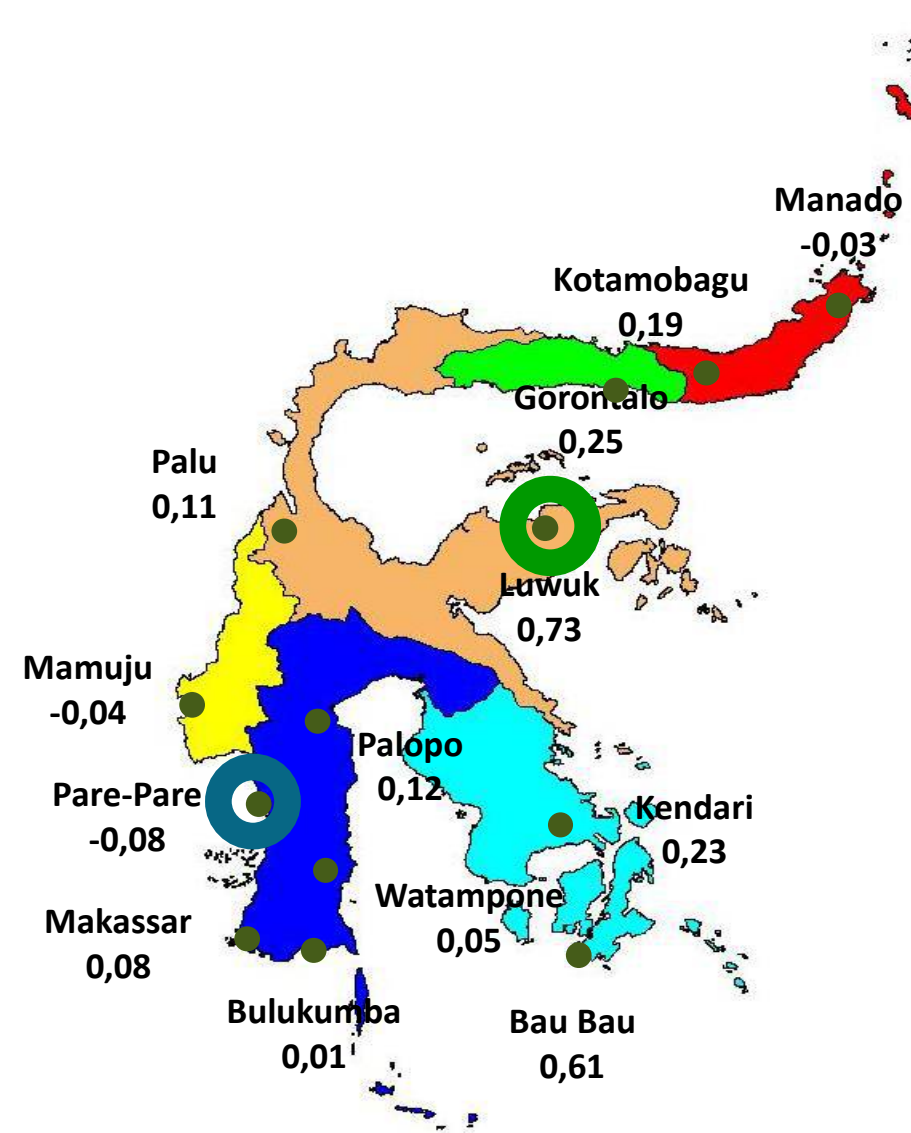 Manado
-0,03
Kotamobagu
0,19
Gorontalo
0,25
Palu
0,11
Luwuk
0,73
Mamuju
-0,04
Palopo
0,12
Pare-Pare
-0,08
Kendari
0,23
Watampone
0,05
Makassar
0,08
Bulukumba
0,01
Bau Bau
0,61